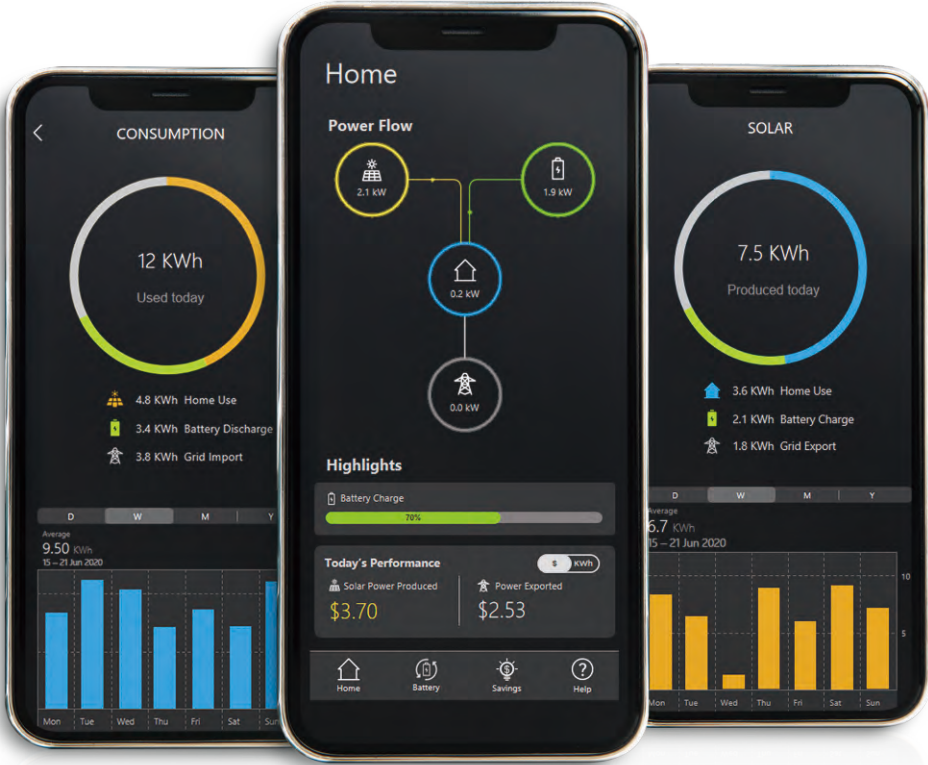 CONSUMPTION
12 KWh
Used today
4.8 KWh Home Use
3.4 KWh Battery Discharge
3.8 KWh Grid Import
D W M Y
Average
9.50 KWh
15 – 21 Jun 2020
Mon Tue Wed Thu Fri Sat Sun
Home
Power Flow
2.1 kW
1.9 kW
0.2 kW
0.0 kW
Highlights
Battery Charge
70%
Today's Performance
$ KWh
Solar Power Produced
$3.70
Power Exported
$2.53
Home Battery Savings Help
SOLAR
7.5 KWh
Produced today
3.6 KWh Home Use
2.1 KWh Battery Charge
1.8 KWh Grid Export
D W M Y
Average
6.7 KWh
15 – 21 Jun 2020
10
5
Mon Tue Wed Thu Fri Sat Sun